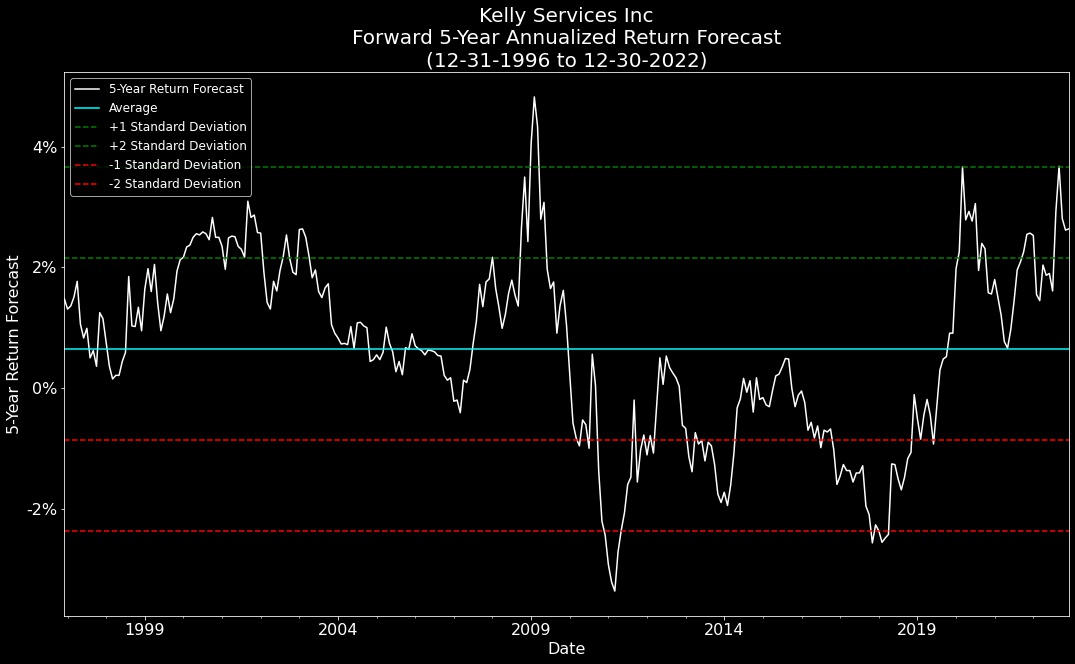 Kelly Services Inc
Forward 5-Year Annualized Return Forecast
(12-31-1996 to 12-30-2022)
5-Year Return Forecast
Average
+1 Standard Deviation
+2 Standard Deviation
-1 Standard Deviation
-2 Standard Deviation
4%
2%
0%
-2%
5-Year Return Forecast
1999
2004
2009
2014
2019
Date